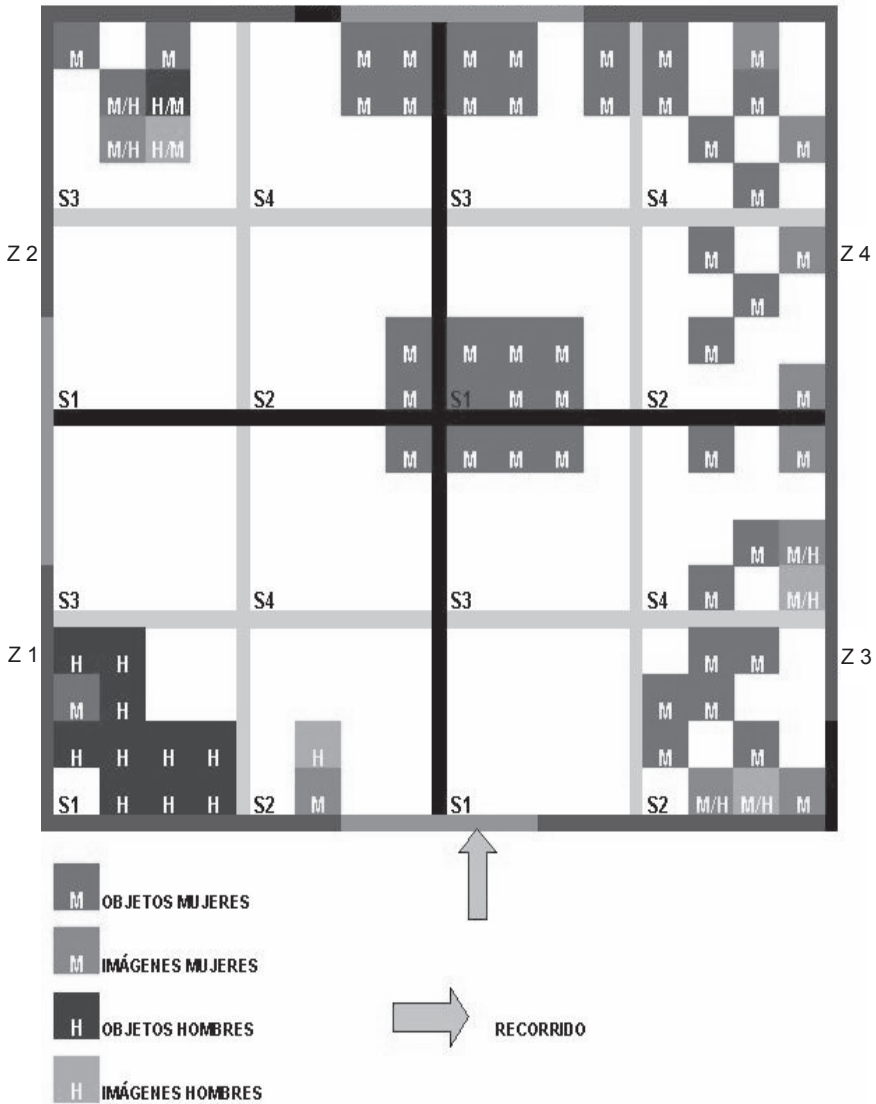 M M M M M M M M M
M/H H/M M M M M M M M
M/H H/M M M
S3 S4 S3 S4 M
Z 2 M M Z 4
M
M M M M M
S1 S2 M S1 M M S2 M
M M M M M M
M M/H
S3 S4 S3 S4 M M/H
Z 1 H H M M Z 3
M H M M
H H H H H M M
S1 H H H S2 M S1 S2 M/H M/H M
M OBJETOS MUJERES
M IMÁGENES MUJERES
H OBJETOS HOMBRES
RECORRIDO
H IMÁGENES HOMBRES